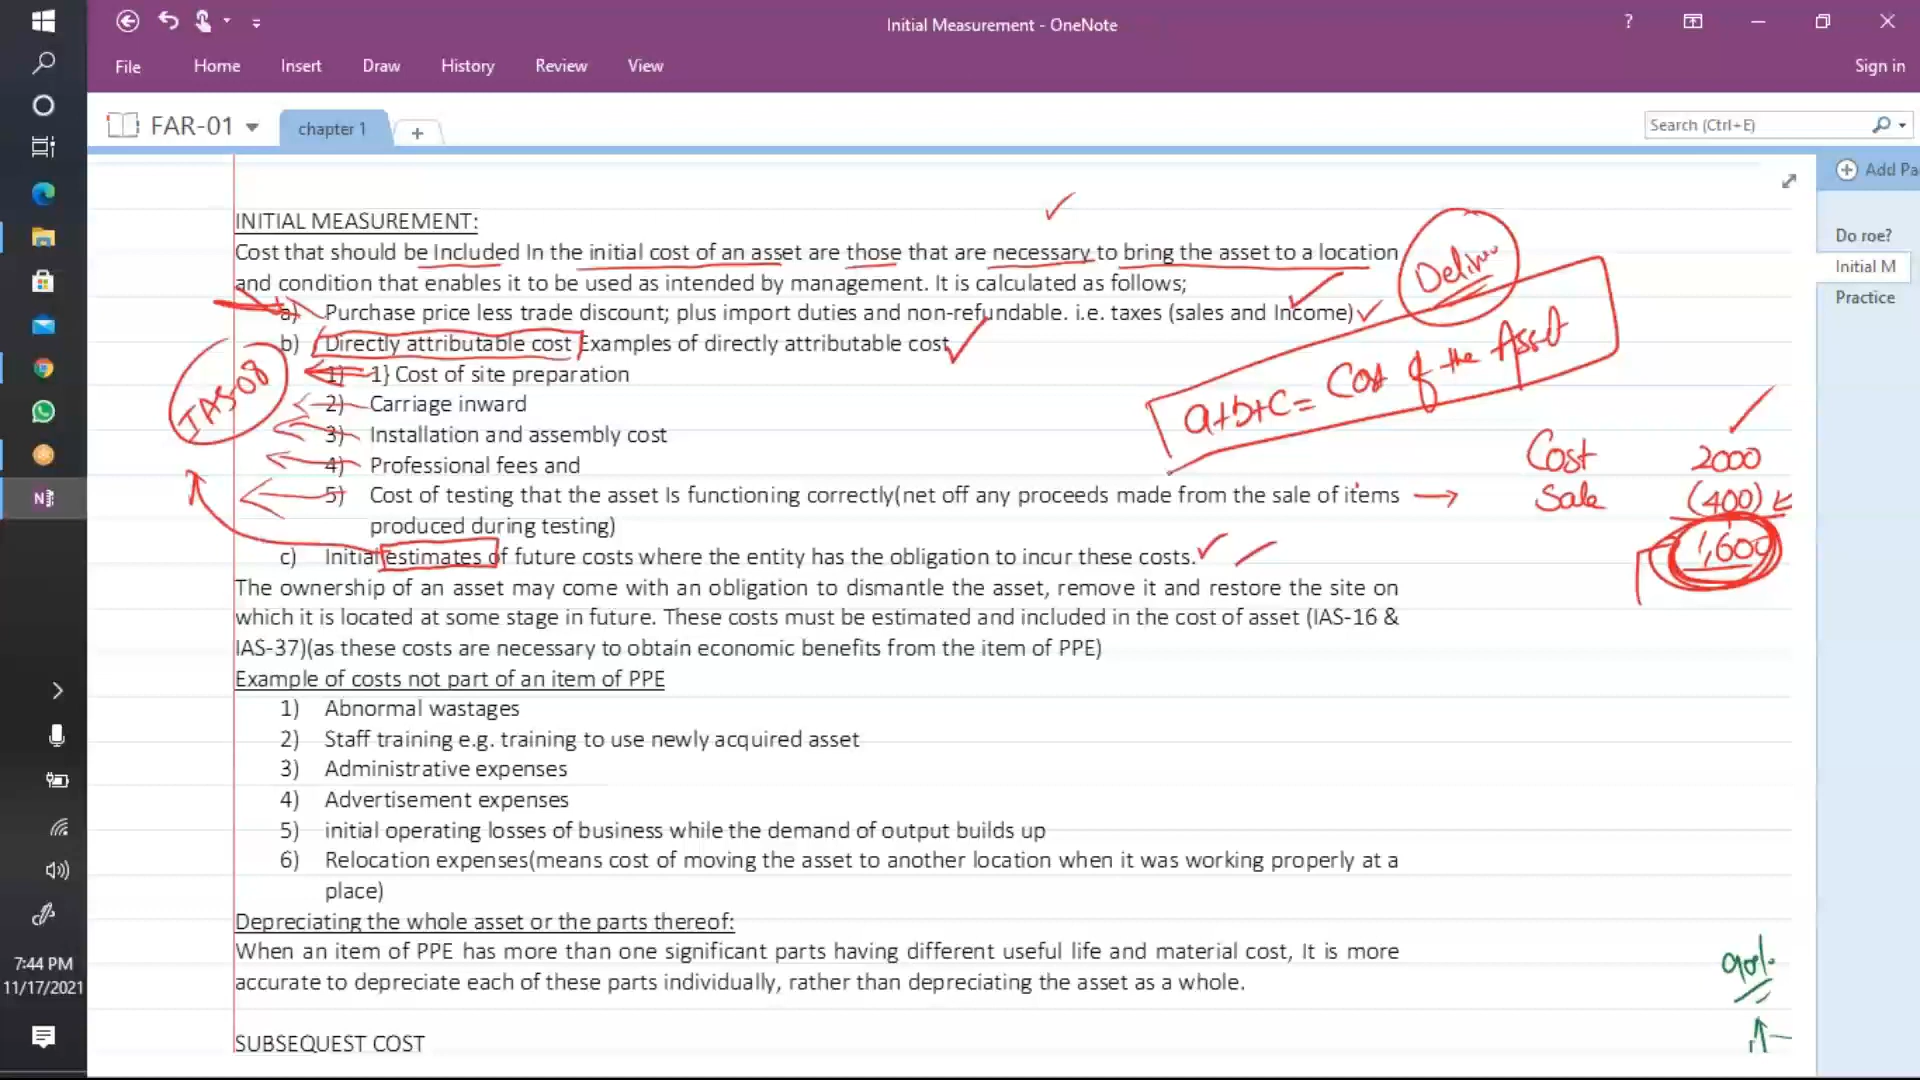 Initial Measurement - OneNote
?
File Home Insert Draw History Review View
Sign in
FAR-01
chapter 1
+
Search (Ctrl+E)
Add Pa
Do roe?
Initial M
Practice
INITIAL MEASUREMENT:
Cost that should be Included In the initial cost of an asset are those that are necessary to bring the asset to a location
and condition that enables it to be used as intended by management. It is calculated as follows;
a) Purchase price less trade discount; plus import duties and non-refundable. i.e. taxes (sales and Income)
b) Directly attributable cost Examples of directly attributable cost
1) 1} Cost of site preparation
2) Carriage inward
3) Installation and assembly cost
4) Professional fees and
5) Cost of testing that the asset Is functioning correctly(net off any proceeds made from the sale of items
produced during testing)
c) Initial estimates of future costs where the entity has the obligation to incur these costs.
The ownership of an asset may come with an obligation to dismantle the asset, remove it and restore the site on
which it is located at some stage in future. These costs must be estimated and included in the cost of asset (IAS-16 &
IAS-37)(as these costs are necessary to obtain economic benefits from the item of PPE)
Example of costs not part of an item of PPE
1) Abnormal wastages
2) Staff training e.g. training to use newly acquired asset
3) Administrative expenses
4) Advertisement expenses
5) initial operating losses of business while the demand of output builds up
6) Relocation expenses(means cost of moving the asset to another location when it was working properly at a
place)
Depreciating the whole asset or the parts thereof:
When an item of PPE has more than one significant parts having different useful life and material cost, It is more
accurate to depreciate each of these parts individually, rather than depreciating the asset as a whole.
SUBSEQUEST COST
IAS-08
a+b+c= Cost of the Asset
Cost 2000
Sale (400)
1,600
7:44 PM
11/17/2021